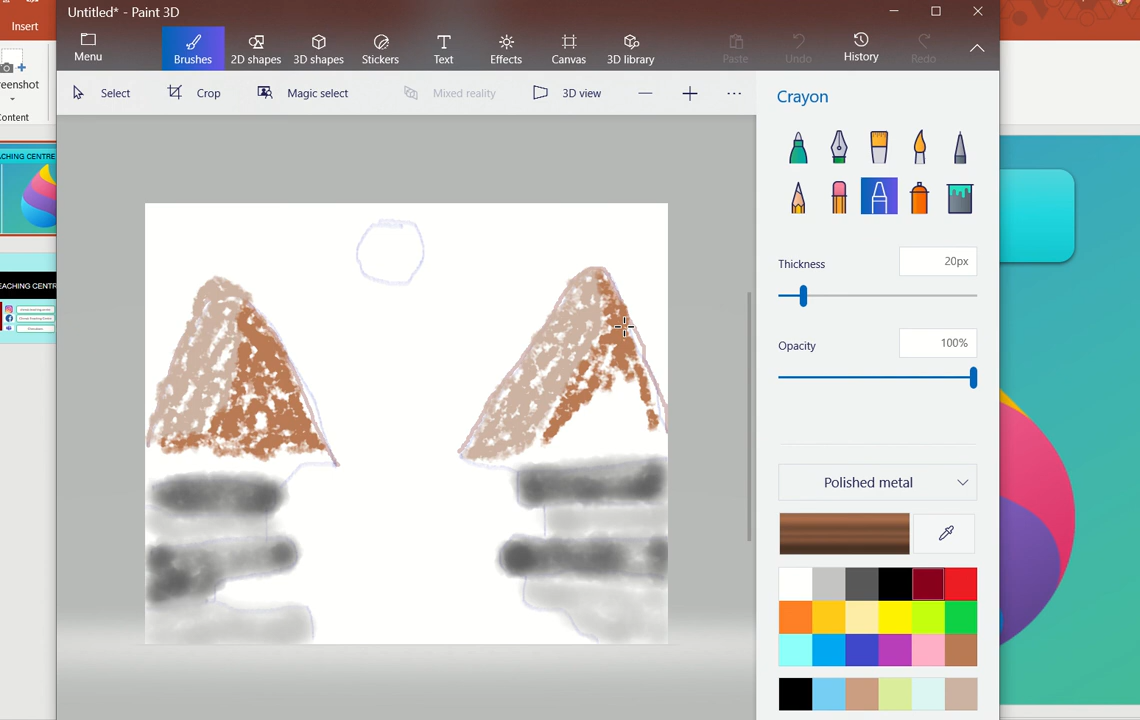 Untitled* - Paint 3D
Insert
Menu
Brushes
2D shapes
3D shapes
Stickers
Text
Effects
Canvas
3D library
Paste
Undo
History
Redo
eenshot
Content
Select
Crop
Magic select
Mixed reality
3D view
Crayon
Thickness
20px
Opacity
100%
Polished metal
ACHING CENTRE
EACHING CENTR